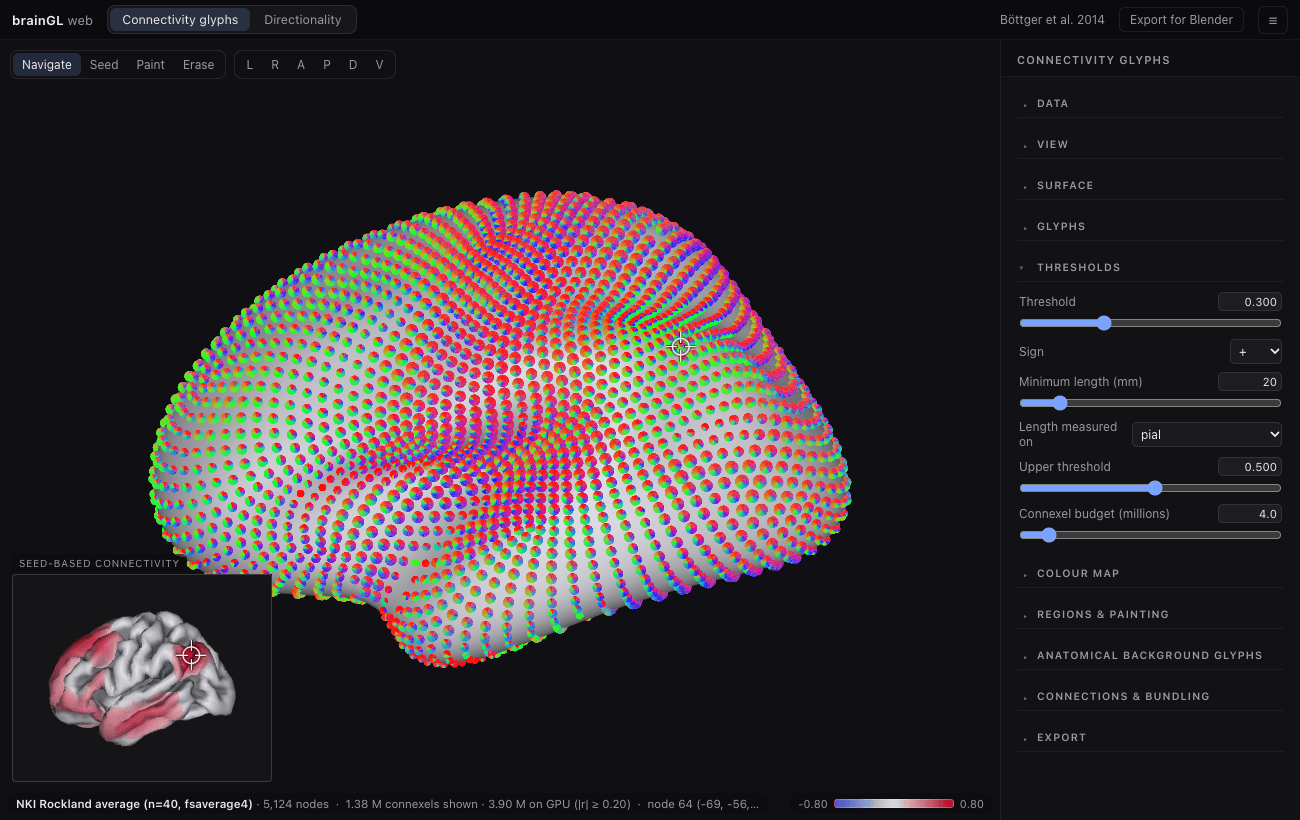 brainGL web
Connectivity glyphs
Directionality
Böttger et al. 2014
Export for Blender
≡
Navigate
Seed
Paint
Erase
L
R
A
P
D
V
CONNECTIVITY GLYPHS
DATA
VIEW
SURFACE
GLYPHS
THRESHOLDS
Threshold
0.300
Sign
+
Minimum length (mm)
20
Length measured
on
pial
Upper threshold
0.500
Connexel budget (millions)
4.0
COLOUR MAP
REGIONS & PAINTING
ANATOMICAL BACKGROUND GLYPHS
CONNECTIONS & BUNDLING
EXPORT
SEED-BASED CONNECTIVITY
NKI Rockland average (n=40, fsaverage4) · 5,124 nodes · 1.38 M connexels shown · 3.90 M on GPU (|r| ≥ 0.20) · node 64 (-69, -56,…
-0.80
0.80